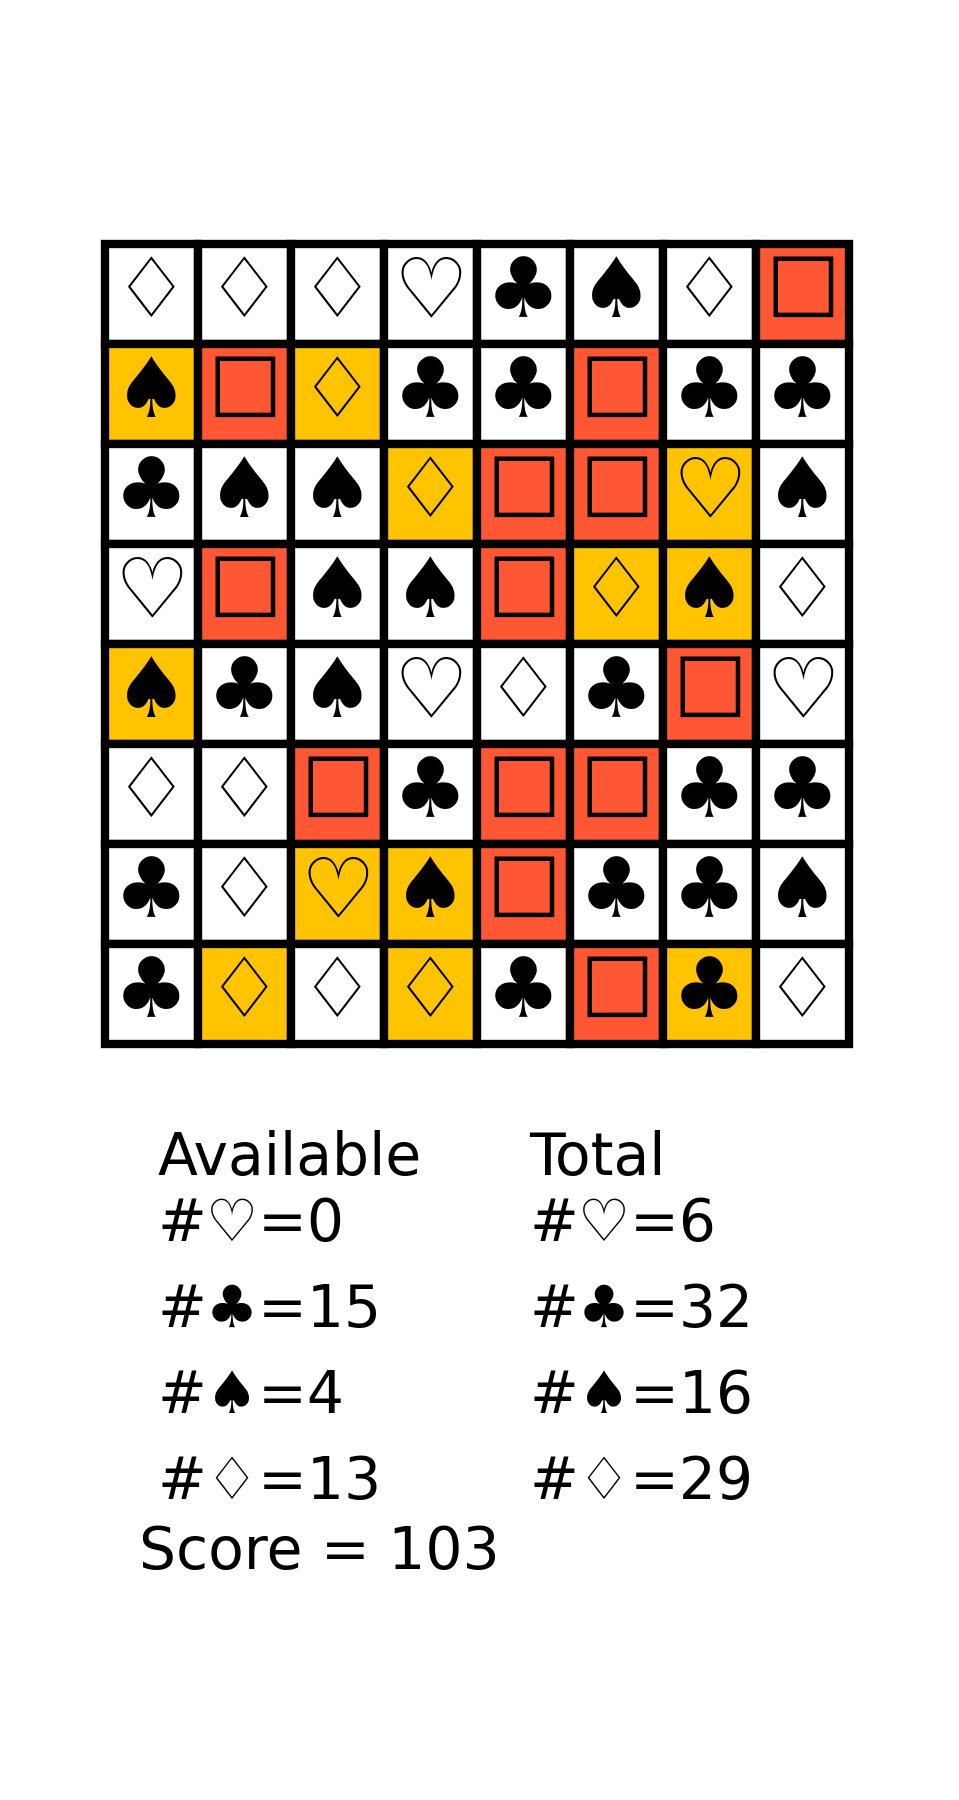 ♢ ♢ ♢ ♡ ♣ ♠ ♢ □
♠ □ ♢ ♣ ♣ □ ♣ ♣
♣ ♠ ♠ ♢ □ □ ♡ ♠
♡ □ ♠ ♠ □ ♢ ♠ ♢
♠ ♣ ♠ ♡ ♢ ♣ □ ♡
♢ ♢ □ ♣ □ □ ♣ ♣
♣ ♢ ♡ ♠ □ ♣ ♣ ♠
♣ ♢ ♢ ♢ ♣ □ ♣ ♢
Available Total
#♡=0 #♡=6
#♣=15 #♣=32
#♠=4 #♠=16
#♢=13 #♢=29
Score = 103